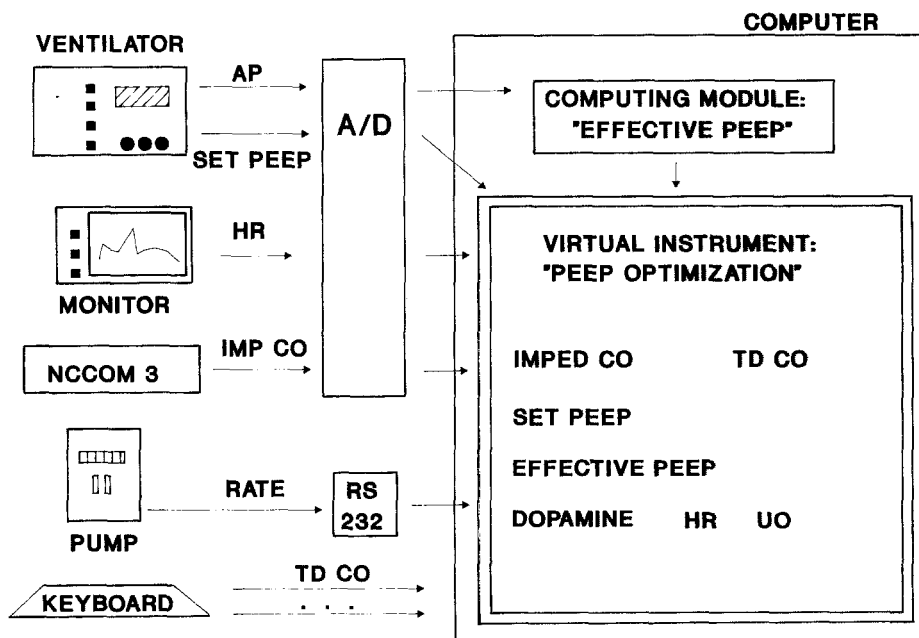 COMPUTER
VENTILATOR
AP
SET PEEP
A/D
COMPUTING MODULE:
"EFFECTIVE PEEP"
HR
MONITOR
VIRTUAL INSTRUMENT:
"PEEP OPTIMIZATION"
IMP CO
NCCOM 3
IMPED CO TD CO
SET PEEP
EFFECTIVE PEEP
DOPAMINE HR UO
RATE
RS
232
PUMP
TD CO
. . .
KEYBOARD